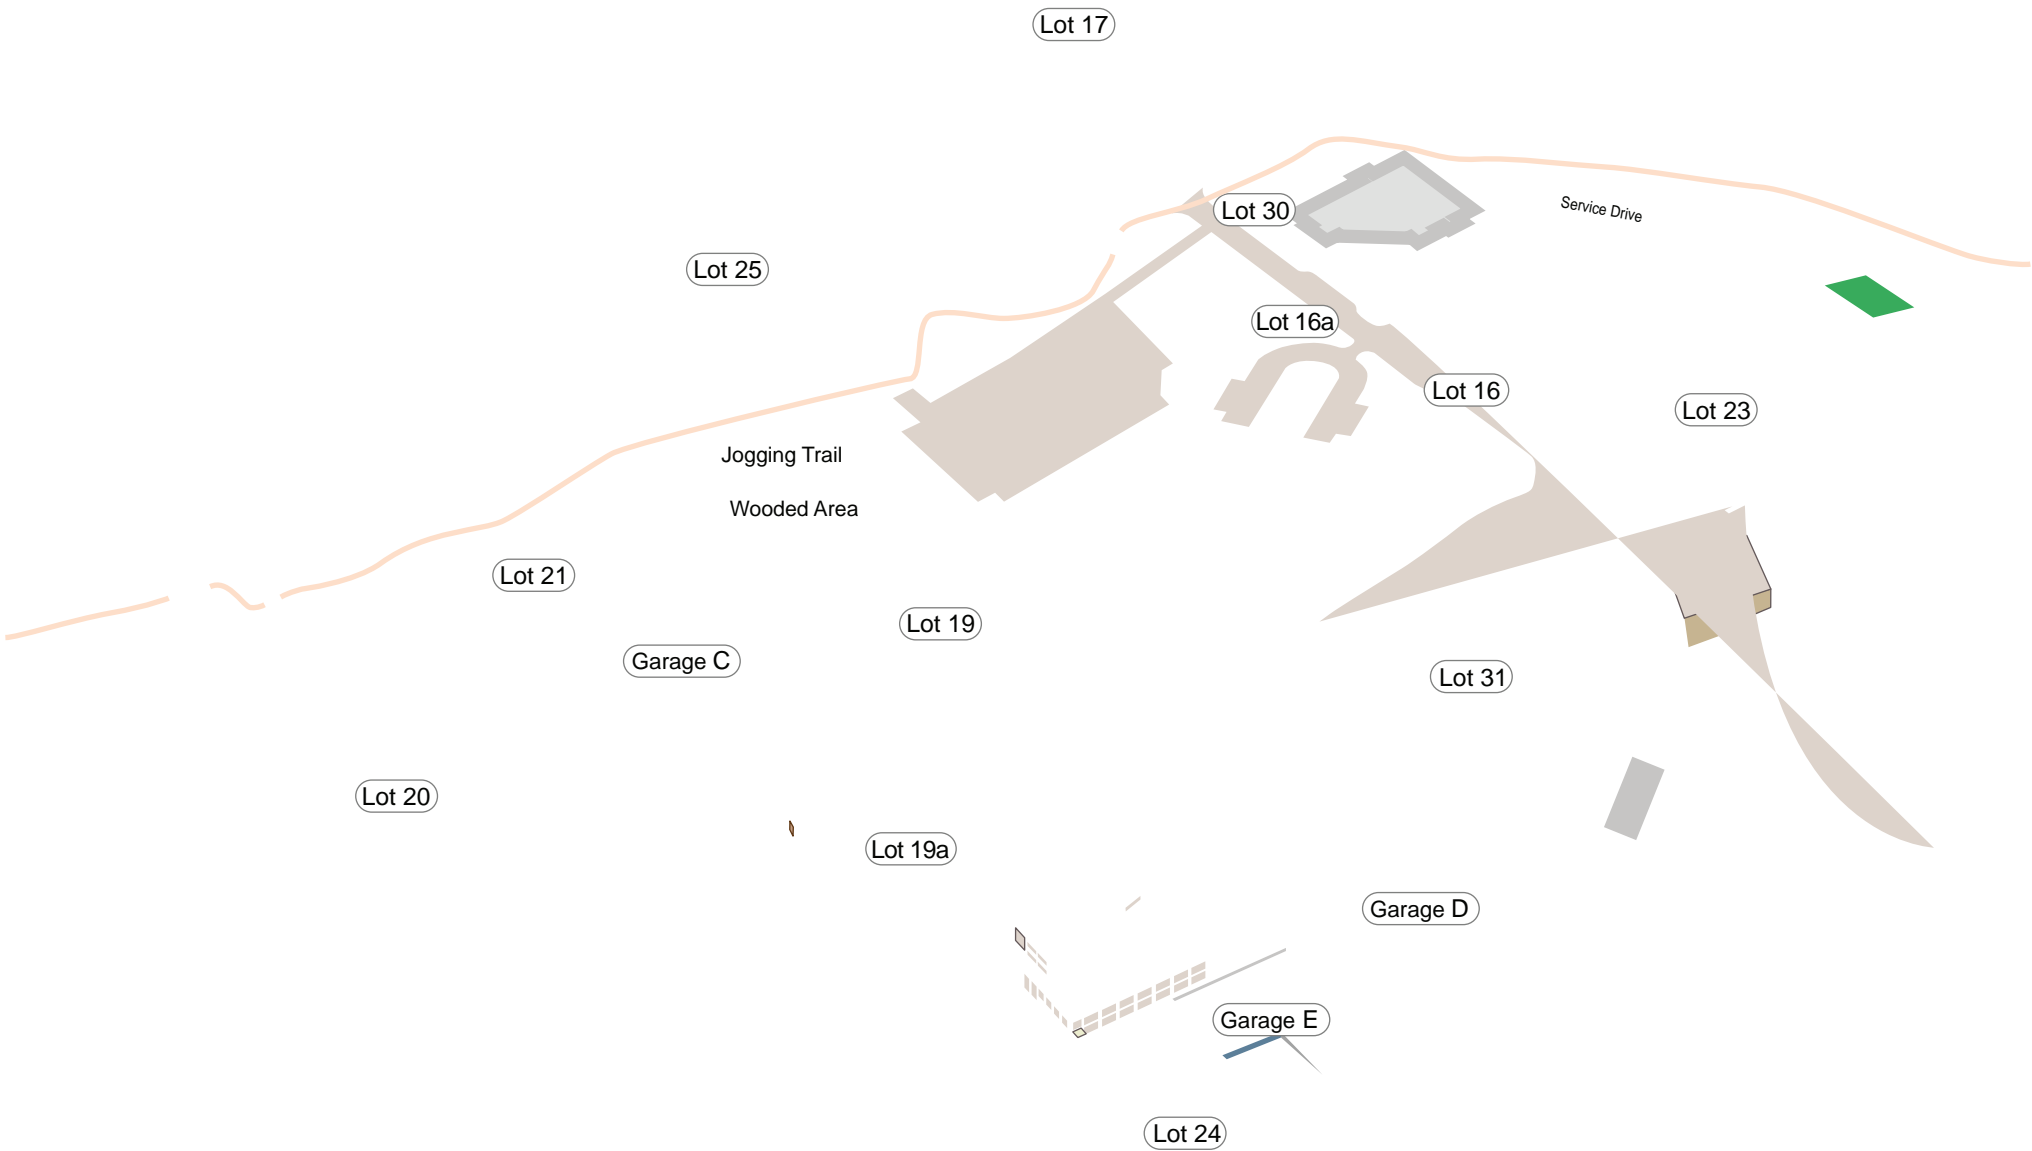 Lot 17
Service Drive
Lot 30
Lot 25
Lot 16a
Lot 16
Lot 23
Jogging Trail
Wooded Area
Lot 21
Lot 19
Garage C
Lot 31
Lot 20
Lot 19a
Garage D
Garage E
Lot 24